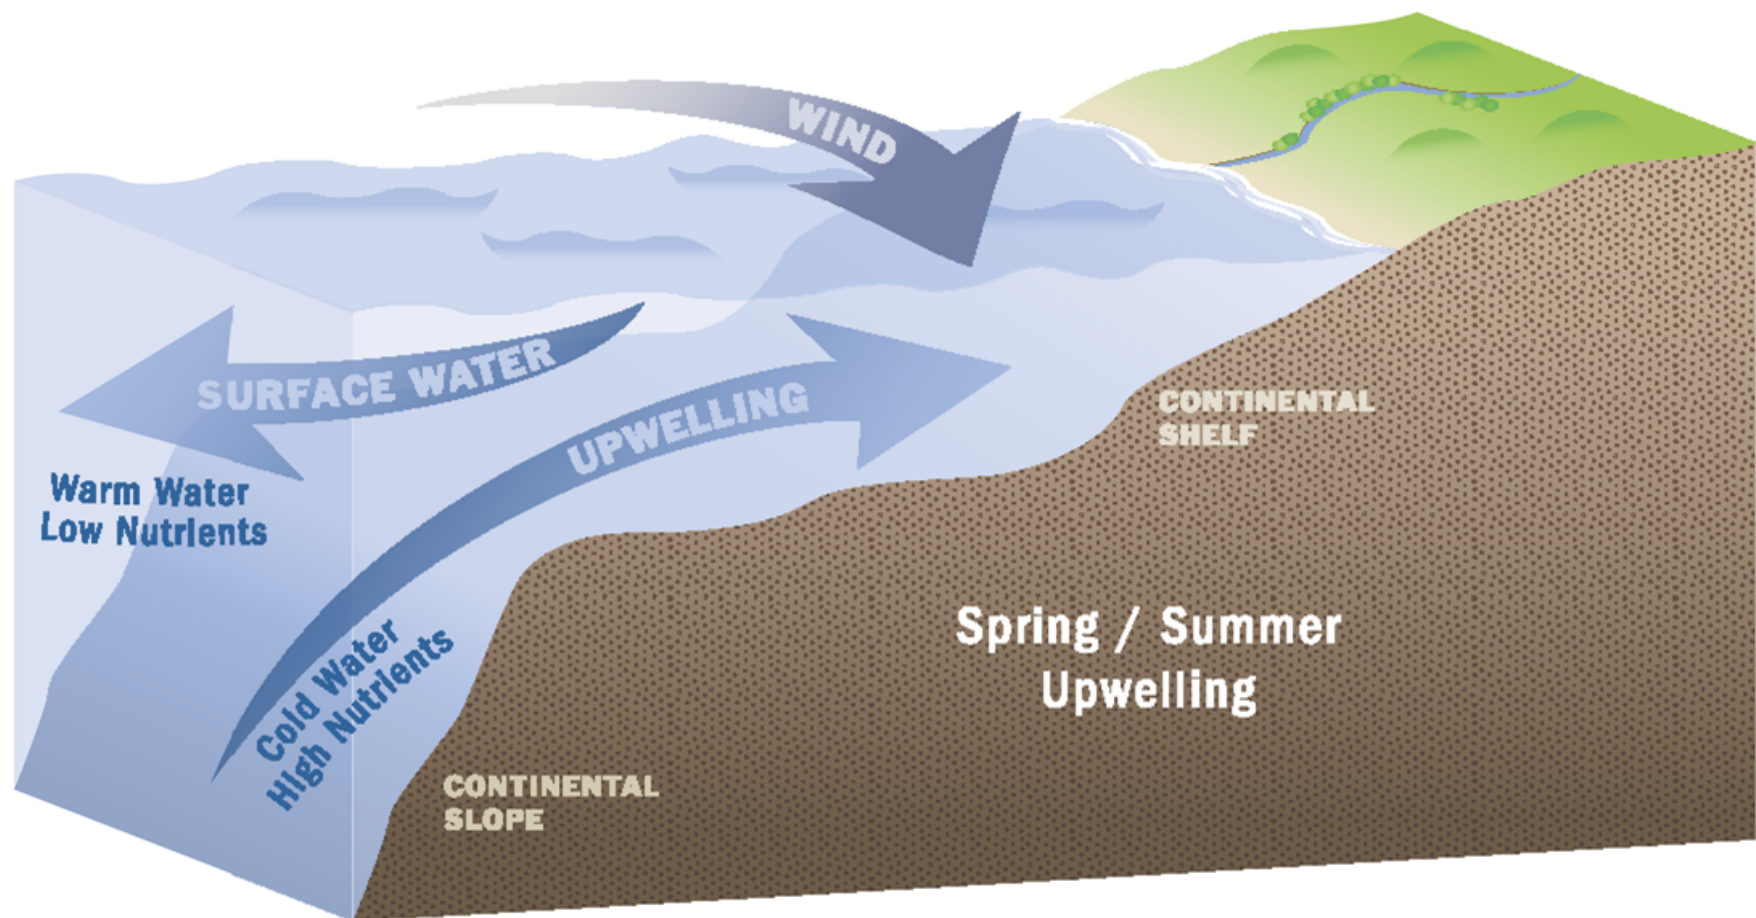 WIND
SURFACE WATER
UPWELLING
Warm Water
Low Nutrients
CONTINENTAL
SHELF
Cold Water
High Nutrients
Spring / Summer
Upwelling
CONTINENTAL
SLOPE